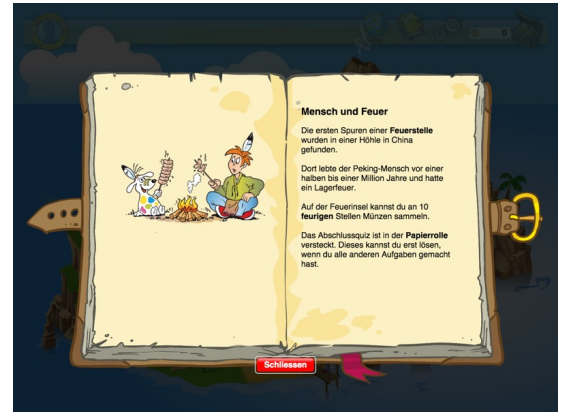 0
Mensch und Feuer
Die ersten Spuren einer Feuerstelle
wurden in einer Höhle in China
gefunden.
Dort lebte der Peking-Mensch vor einer
halben bis einer Million Jahre und hatte
ein Lagerfeuer.
Auf der Feuerinsel kannst du an 10
feurigen Stellen Münzen sammeln.
Das Abschlussquiz ist in der Papierrolle
versteckt. Dieses kannst du erst lösen,
wenn du alle anderen Aufgaben gemacht
hast.
Schliessen